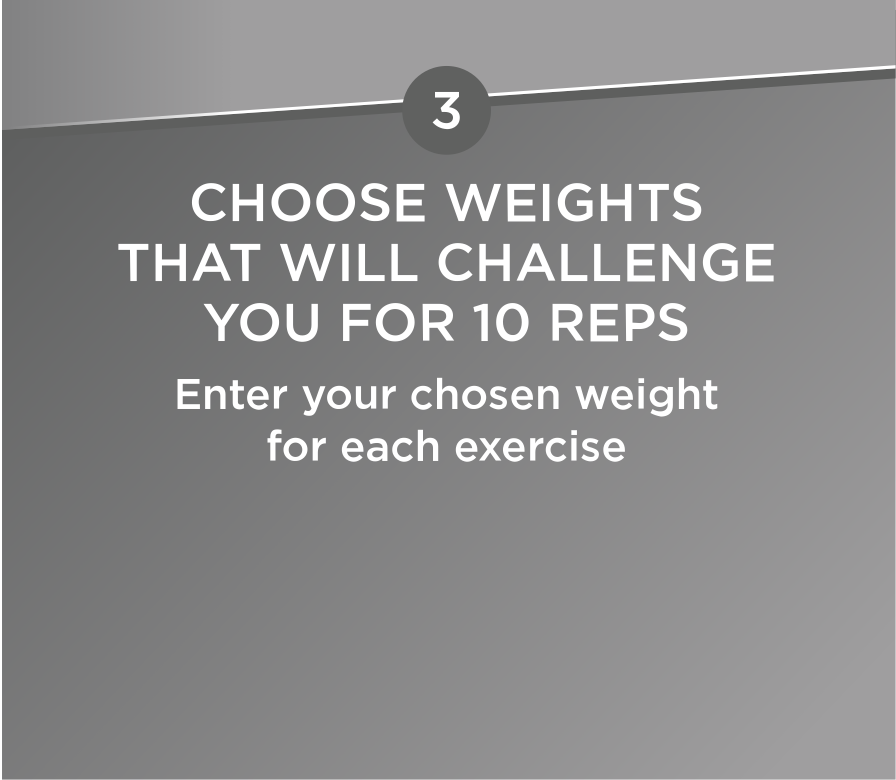 3
CHOOSE WEIGHTS
THAT WILL CHALLENGE
YOU FOR 10 REPS
Enter your chosen weight
for each exercise